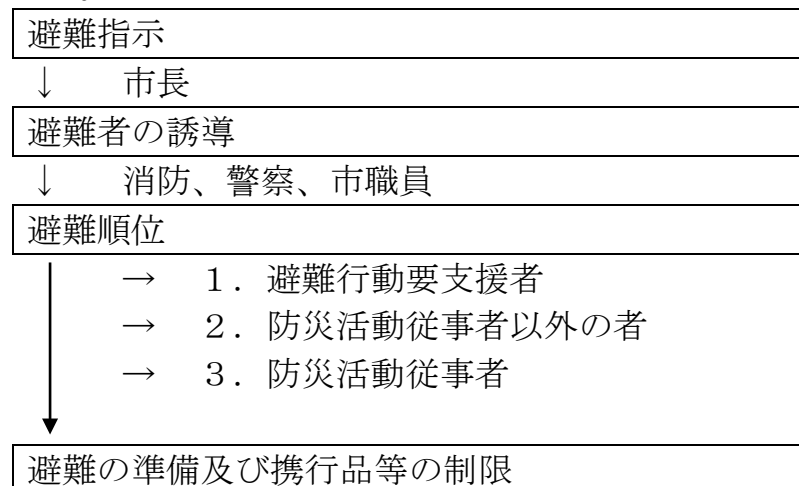 避難指示
↓ 市長
避難者の誘導
↓ 消防、警察、市職員
避難順位
→ １．避難行動要支援者
→ ２．防災活動従事者以外の者
→ ３．防災活動従事者
避難の準備及び携行品等の制限